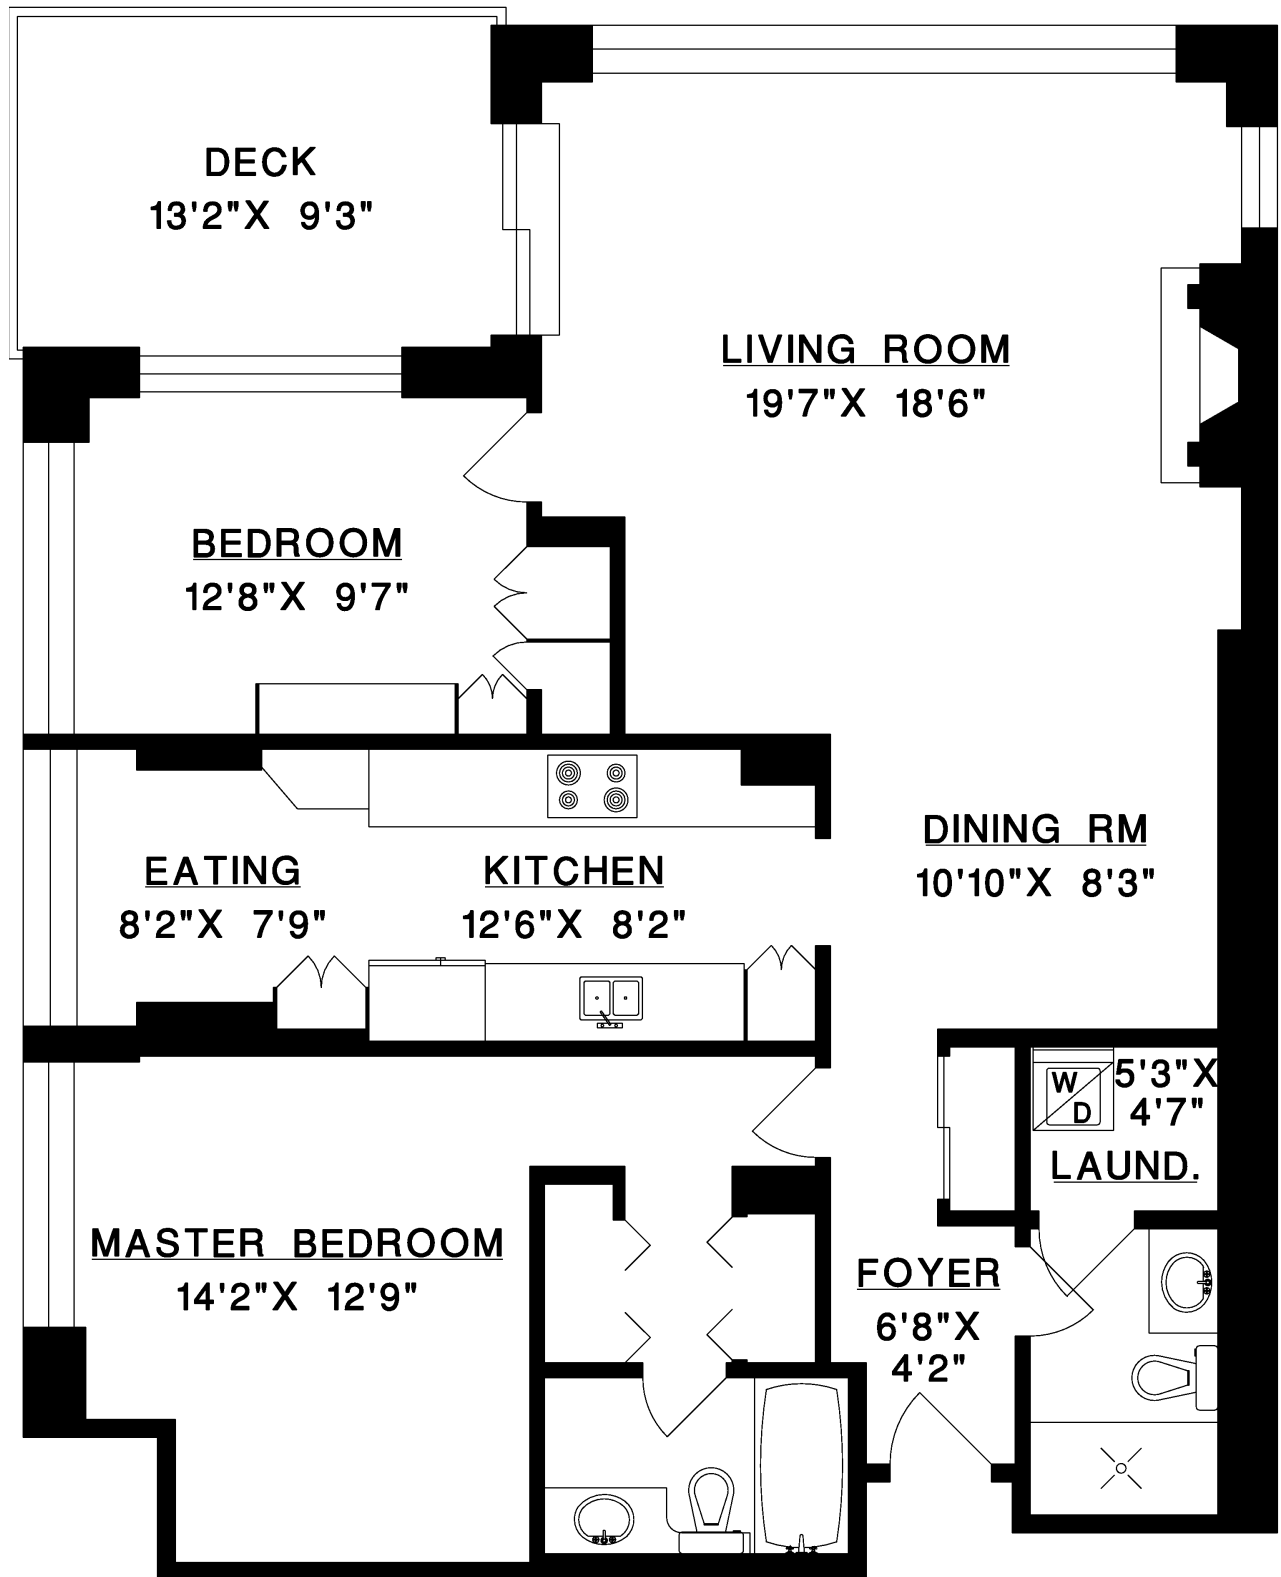 DECK
13'2"X 9'3"
LIVING ROOM
19'7"X 18'6"
BEDROOM
12'8"X 9'7"
DINING RM
10'10"X 8'3"
EATING
8'2"X 7'9"
KITCHEN
12'6"X 8'2"
W
D
5'3"X
4'7"
LAUND.
MASTER BEDROOM
14'2"X 12'9"
FOYER
6'8"X
4'2"